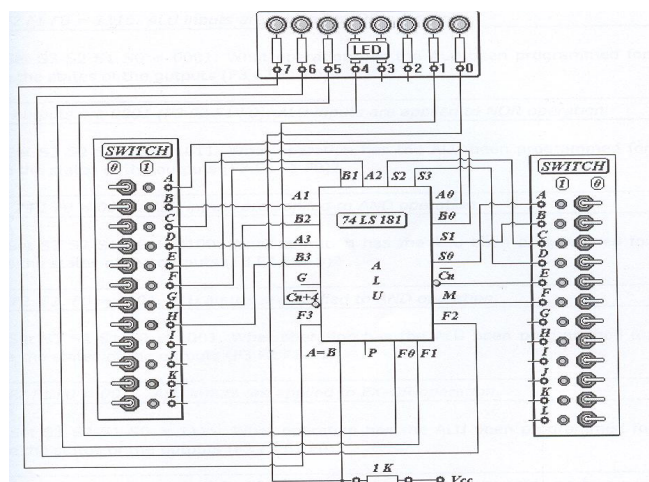 LED
7 6 5 4 3 2 1 0
SWITCH
0 1
A
B
C
D
E
F
G
H
I
J
K
L
B1 A2 S2 S3
A1
B2
A3
B3
G
Cn+4
F3
74 LS 181
A
L
U
A0
B0
S1
S0
Cn
M
F2
A=B P F0 F1
SWITCH
1 0
A
B
C
D
E
F
G
H
I
J
K
L
1 K
Vcc